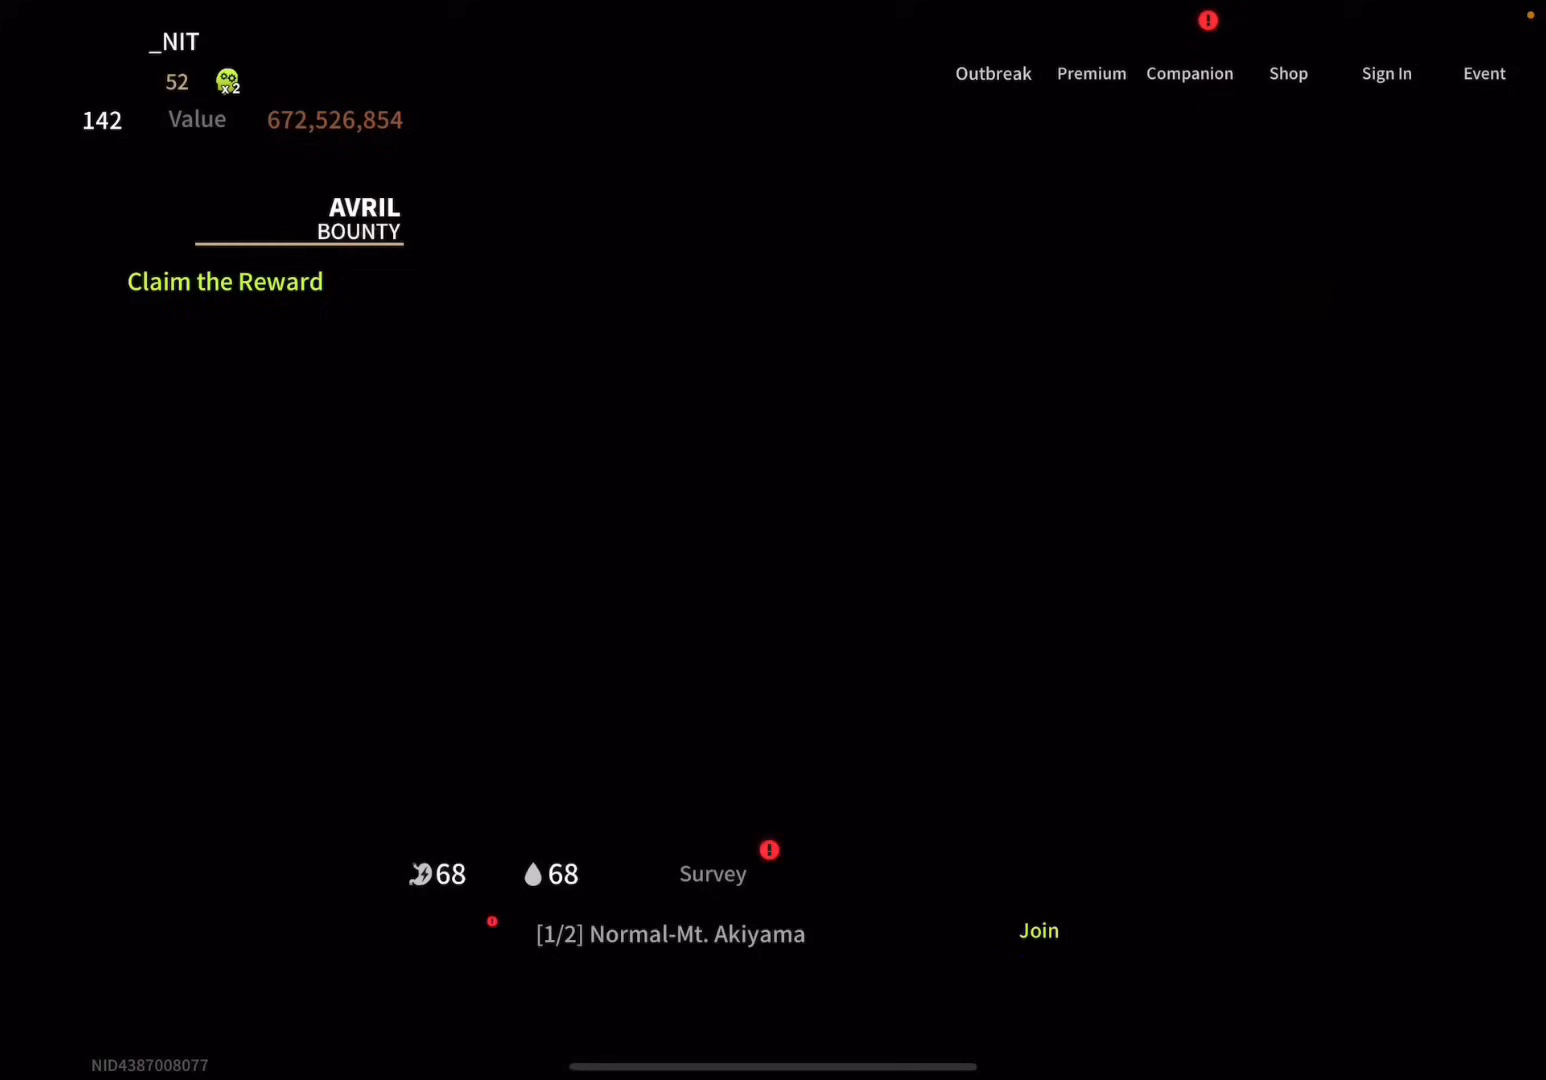 _NIT
52 x2
142 Value 672,526,854
AVRIL
BOUNTY
Claim the Reward
Outbreak Premium Companion Shop Sign In Event
68 68 Survey
[1/2] Normal-Mt. Akiyama Join
NID4387008077